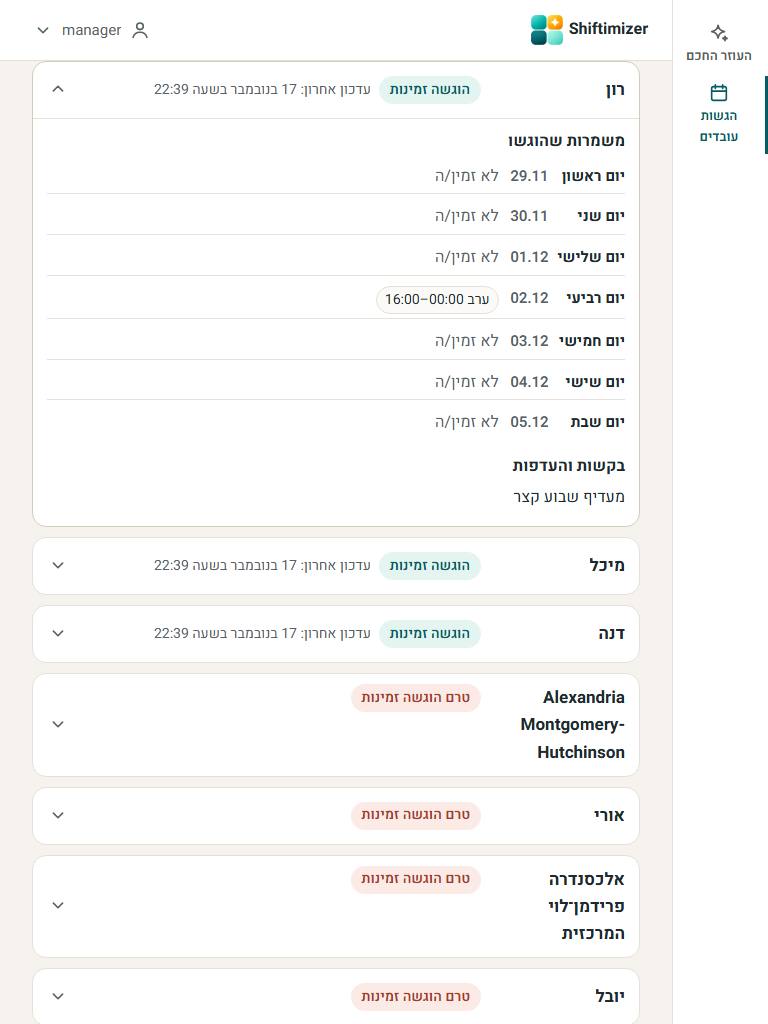 Shiftimizer
manager
העוזר החכם
הגשות
עובדים
רון
הוגשה זמינות
עדכון אחרון: 17 בנובמבר בשעה 22:39
משמרות שהוגשו
יום ראשון 29.11 לא זמין/ה
יום שני 30.11 לא זמין/ה
יום שלישי 01.12 לא זמין/ה
יום רביעי 02.12 ערב 16:00–00:00
יום חמישי 03.12 לא זמין/ה
יום שישי 04.12 לא זמין/ה
יום שבת 05.12 לא זמין/ה
בקשות והעדפות
מעדיף שבוע קצר
מיכל
הוגשה זמינות
עדכון אחרון: 17 בנובמבר בשעה 22:39
דנה
הוגשה זמינות
עדכון אחרון: 17 בנובמבר בשעה 22:39
Alexandria
Montgomery-
Hutchinson
טרם הוגשה זמינות
אורי
טרם הוגשה זמינות
אלכסנדרה
פרידמן־לוי
המרכזית
טרם הוגשה זמינות
יובל
טרם הוגשה זמינות